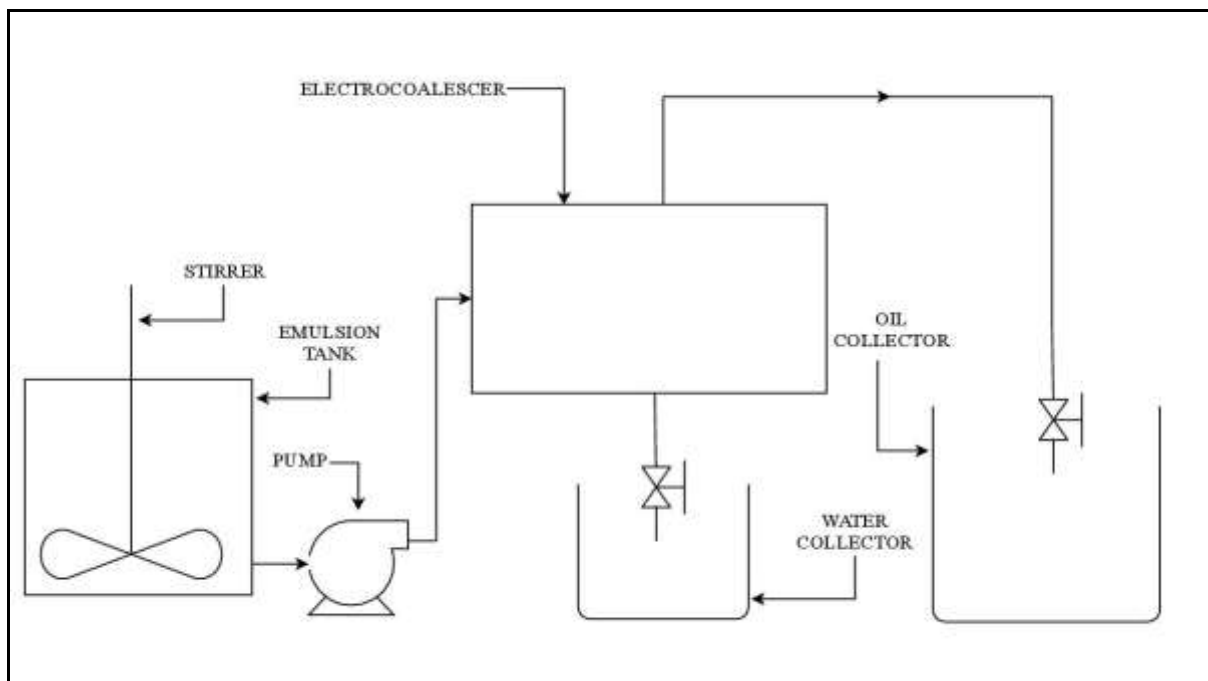 ELECTROCOALESCER
STIRRER
EMULSION
TANK
OIL
COLLECTOR
PUMP
WATER
COLLECTOR